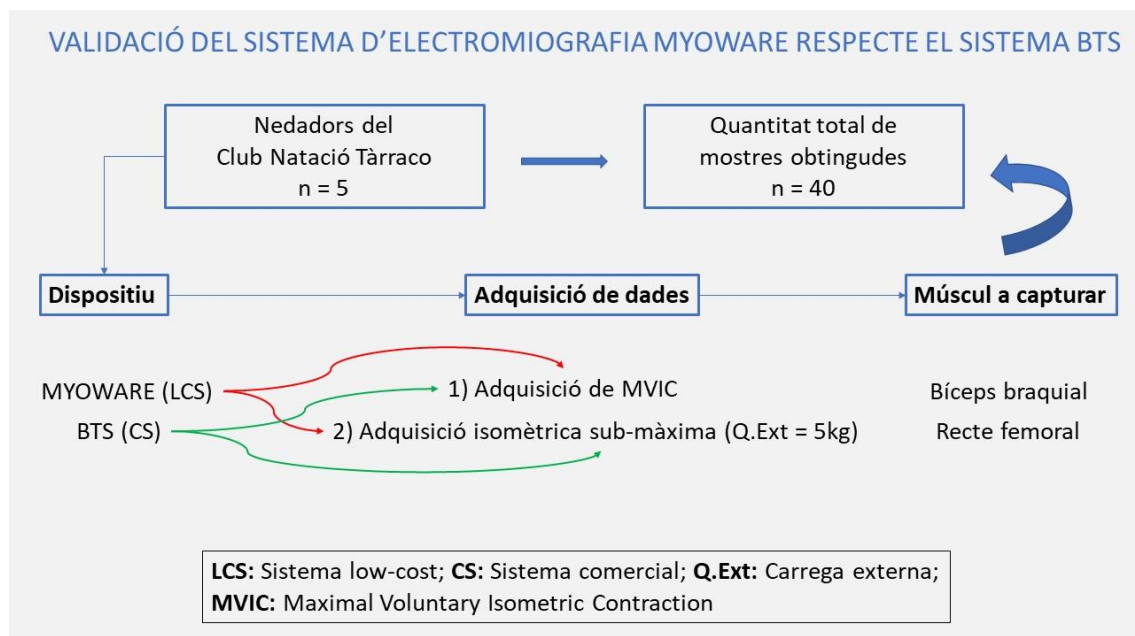 VALIDACIÓ DEL SISTEMA D'ELECTROMIOGRAFIA MYOWARE RESPECTE EL SISTEMA BTS
Nedadors del
Club Natació Tàrraco
n = 5
Quantitat total de
mostres obtingudes
n = 40
Dispositiu
Adquisició de dades
Múscul a capturar
MYOWARE (LCS)
1) Adquisició de MVIC
Bíceps braquial
BTS (CS)
2) Adquisició isomètrica sub-màxima (Q.Ext = 5kg)
Recte femoral
LCS: Sistema low-cost; CS: Sistema comercial; Q.Ext: Carrega externa;
MVIC: Maximal Voluntary Isometric Contraction